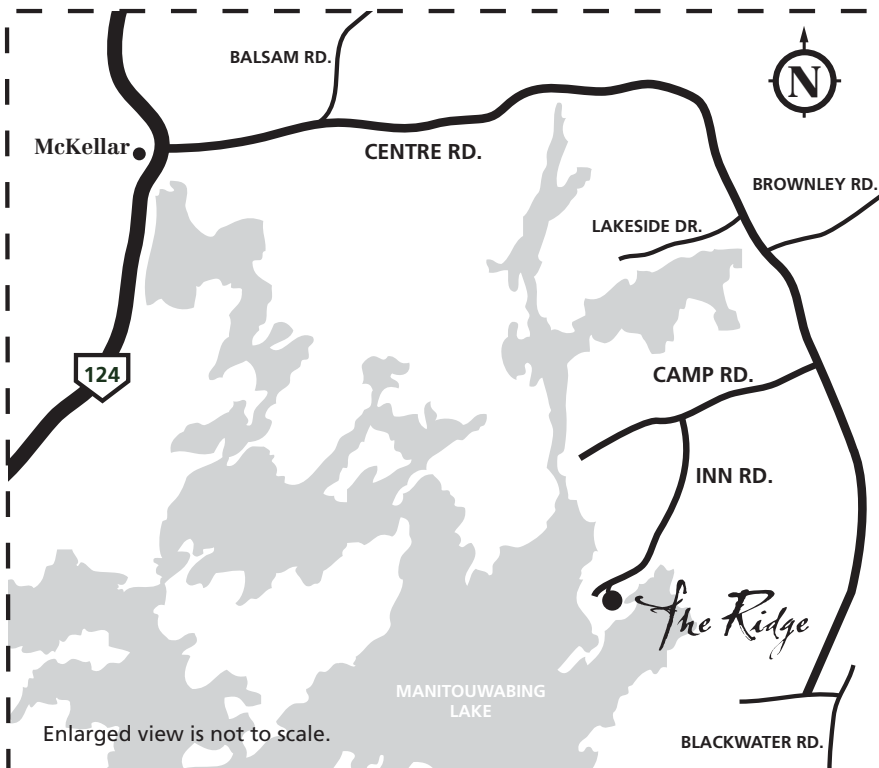 BALSAM RD.
N
McKellar
CENTRE RD.
BROWNLEY RD.
LAKESIDE DR.
124
CAMP RD.
INN RD.
The Ridge
MANITOUWABING
LAKE
Enlarged view is not to scale.
BLACKWATER RD.